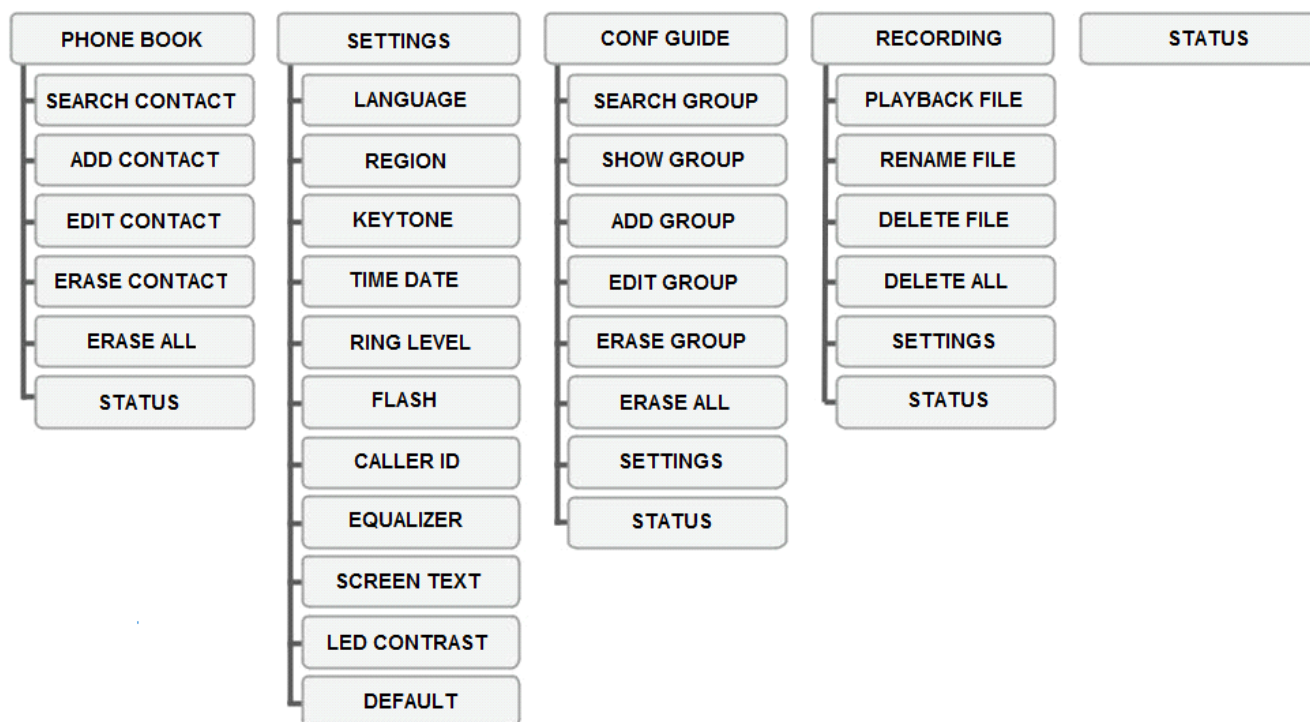 PHONE BOOK
SEARCH CONTACT
ADD CONTACT
EDIT CONTACT
ERASE CONTACT
ERASE ALL
STATUS
SETTINGS
LANGUAGE
REGION
KEYTONE
TIME DATE
RING LEVEL
FLASH
CALLER ID
EQUALIZER
SCREEN TEXT
LED CONTRAST
DEFAULT
CONF GUIDE
SEARCH GROUP
SHOW GROUP
ADD GROUP
EDIT GROUP
ERASE GROUP
ERASE ALL
SETTINGS
STATUS
RECORDING
PLAYBACK FILE
RENAME FILE
DELETE FILE
DELETE ALL
SETTINGS
STATUS
STATUS